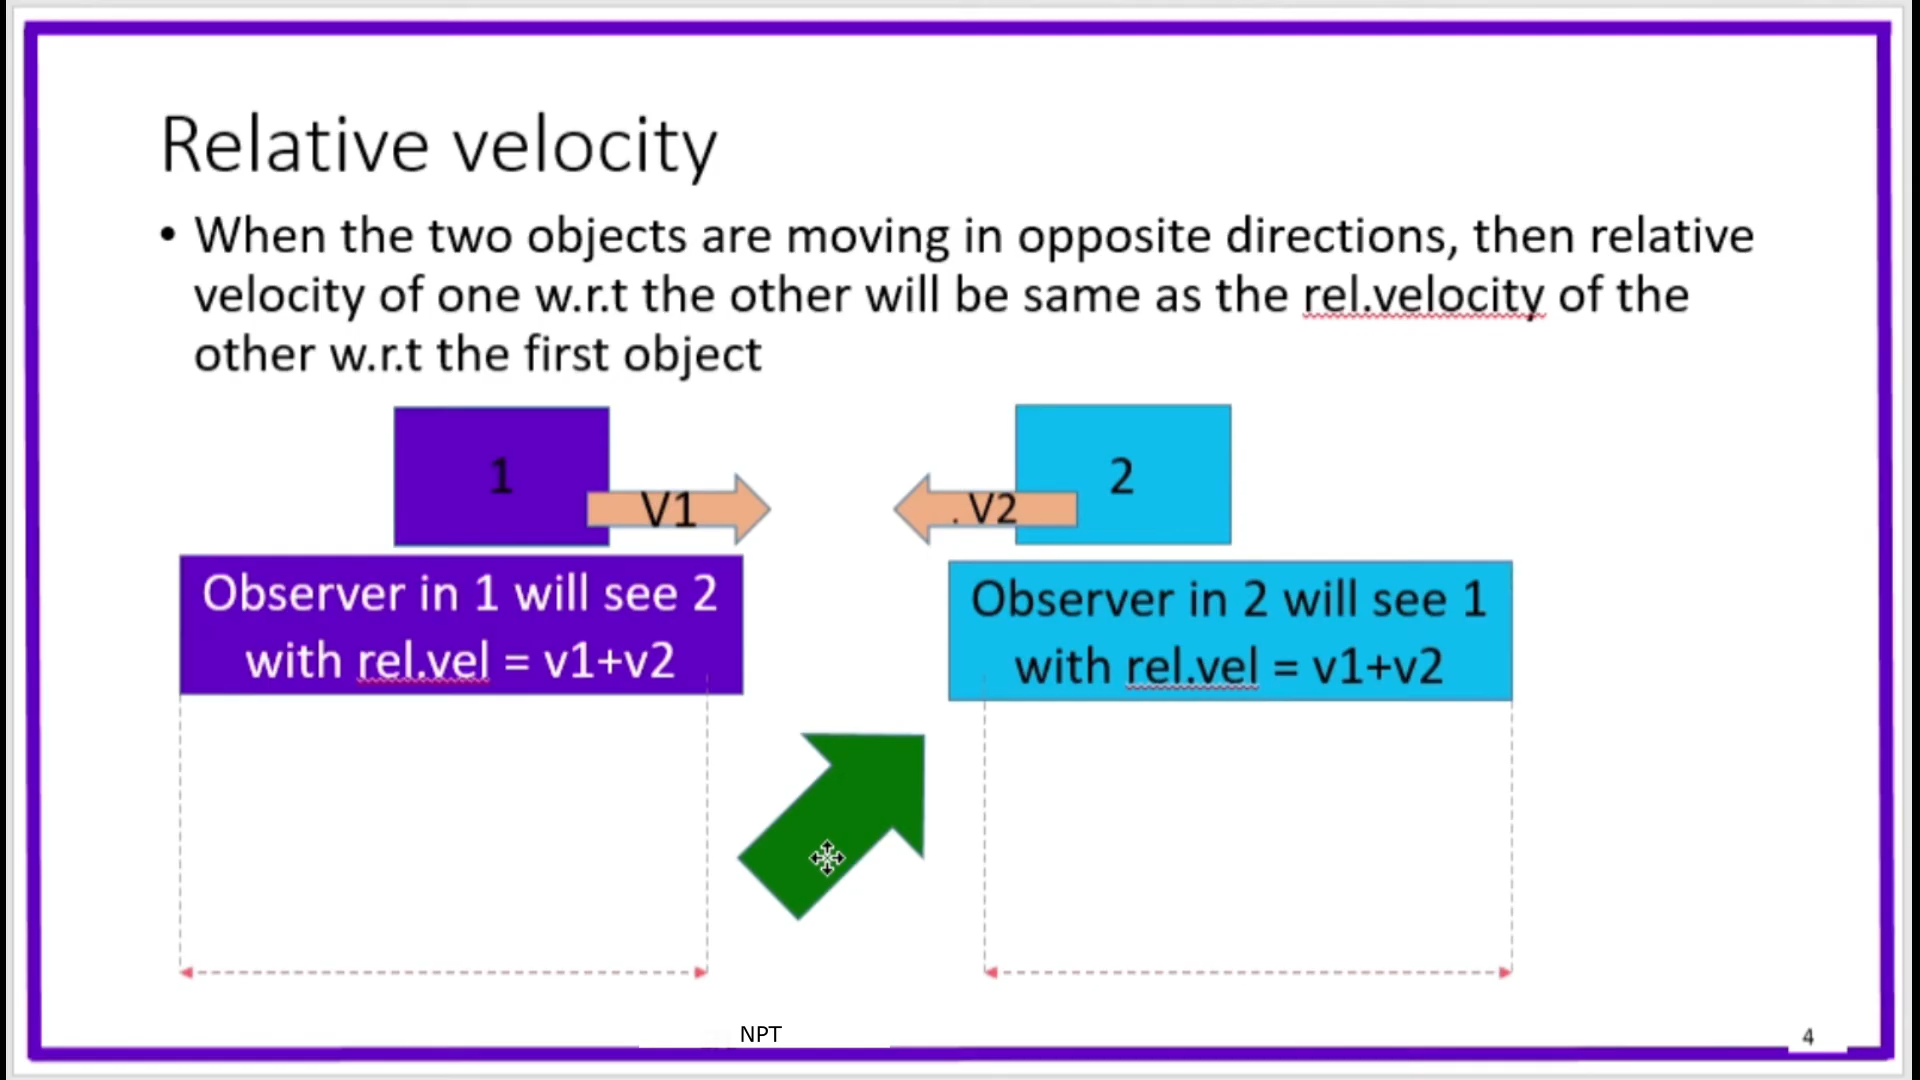 Relative velocity
• When the two objects are moving in opposite directions, then relative
velocity of one w.r.t the other will be same as the rel.velocity of the
other w.r.t the first object
1
2
V1
. V2
Observer in 1 will see 2
with rel.vel = v1+v2
Observer in 2 will see 1
with rel.vel = v1+v2
NPT
4